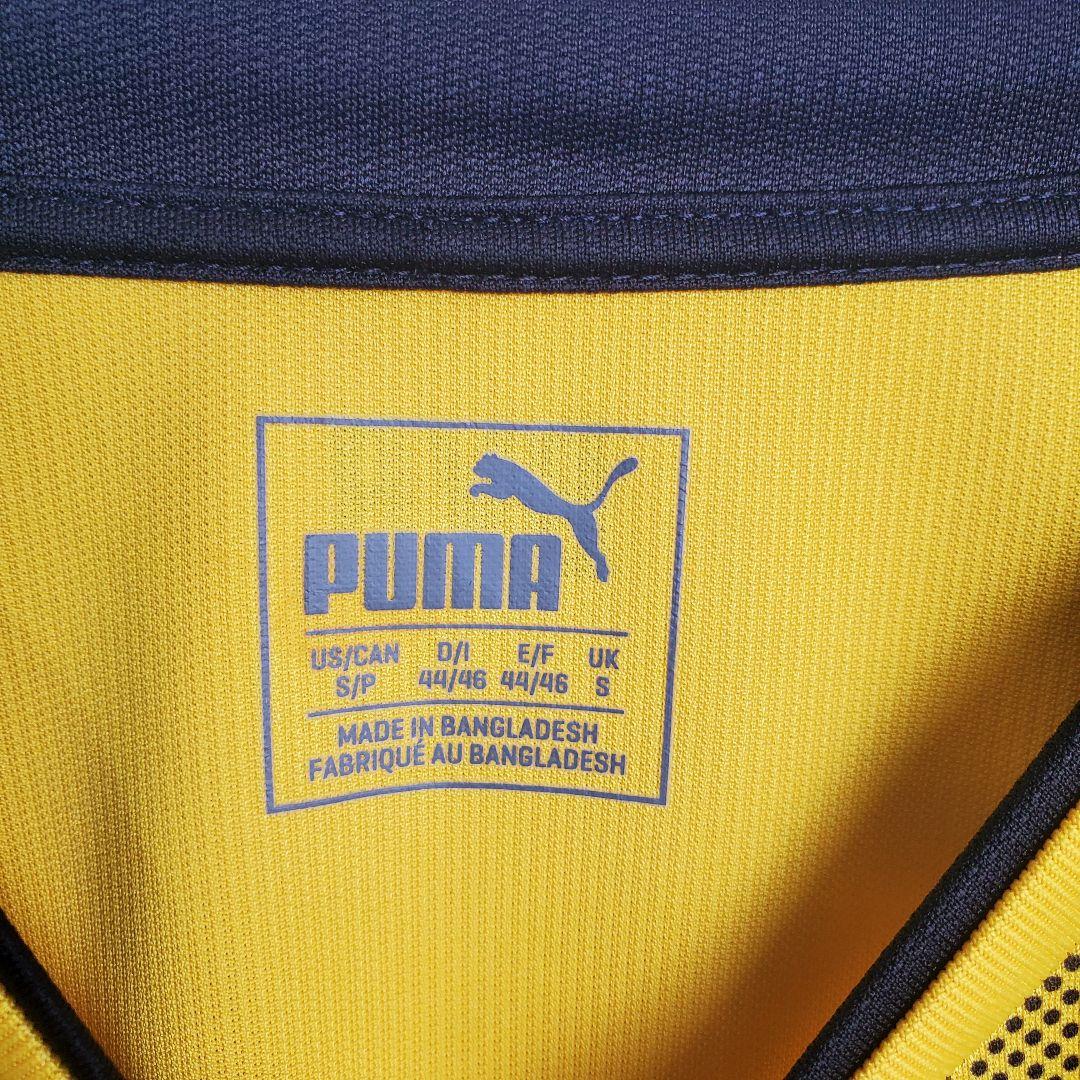 PUMA
US/CAN D/I E/F UK
S/P 44/46 44/46 S
MADE IN BANGLADESH
FABRIQUÉ AU BANGLADESH